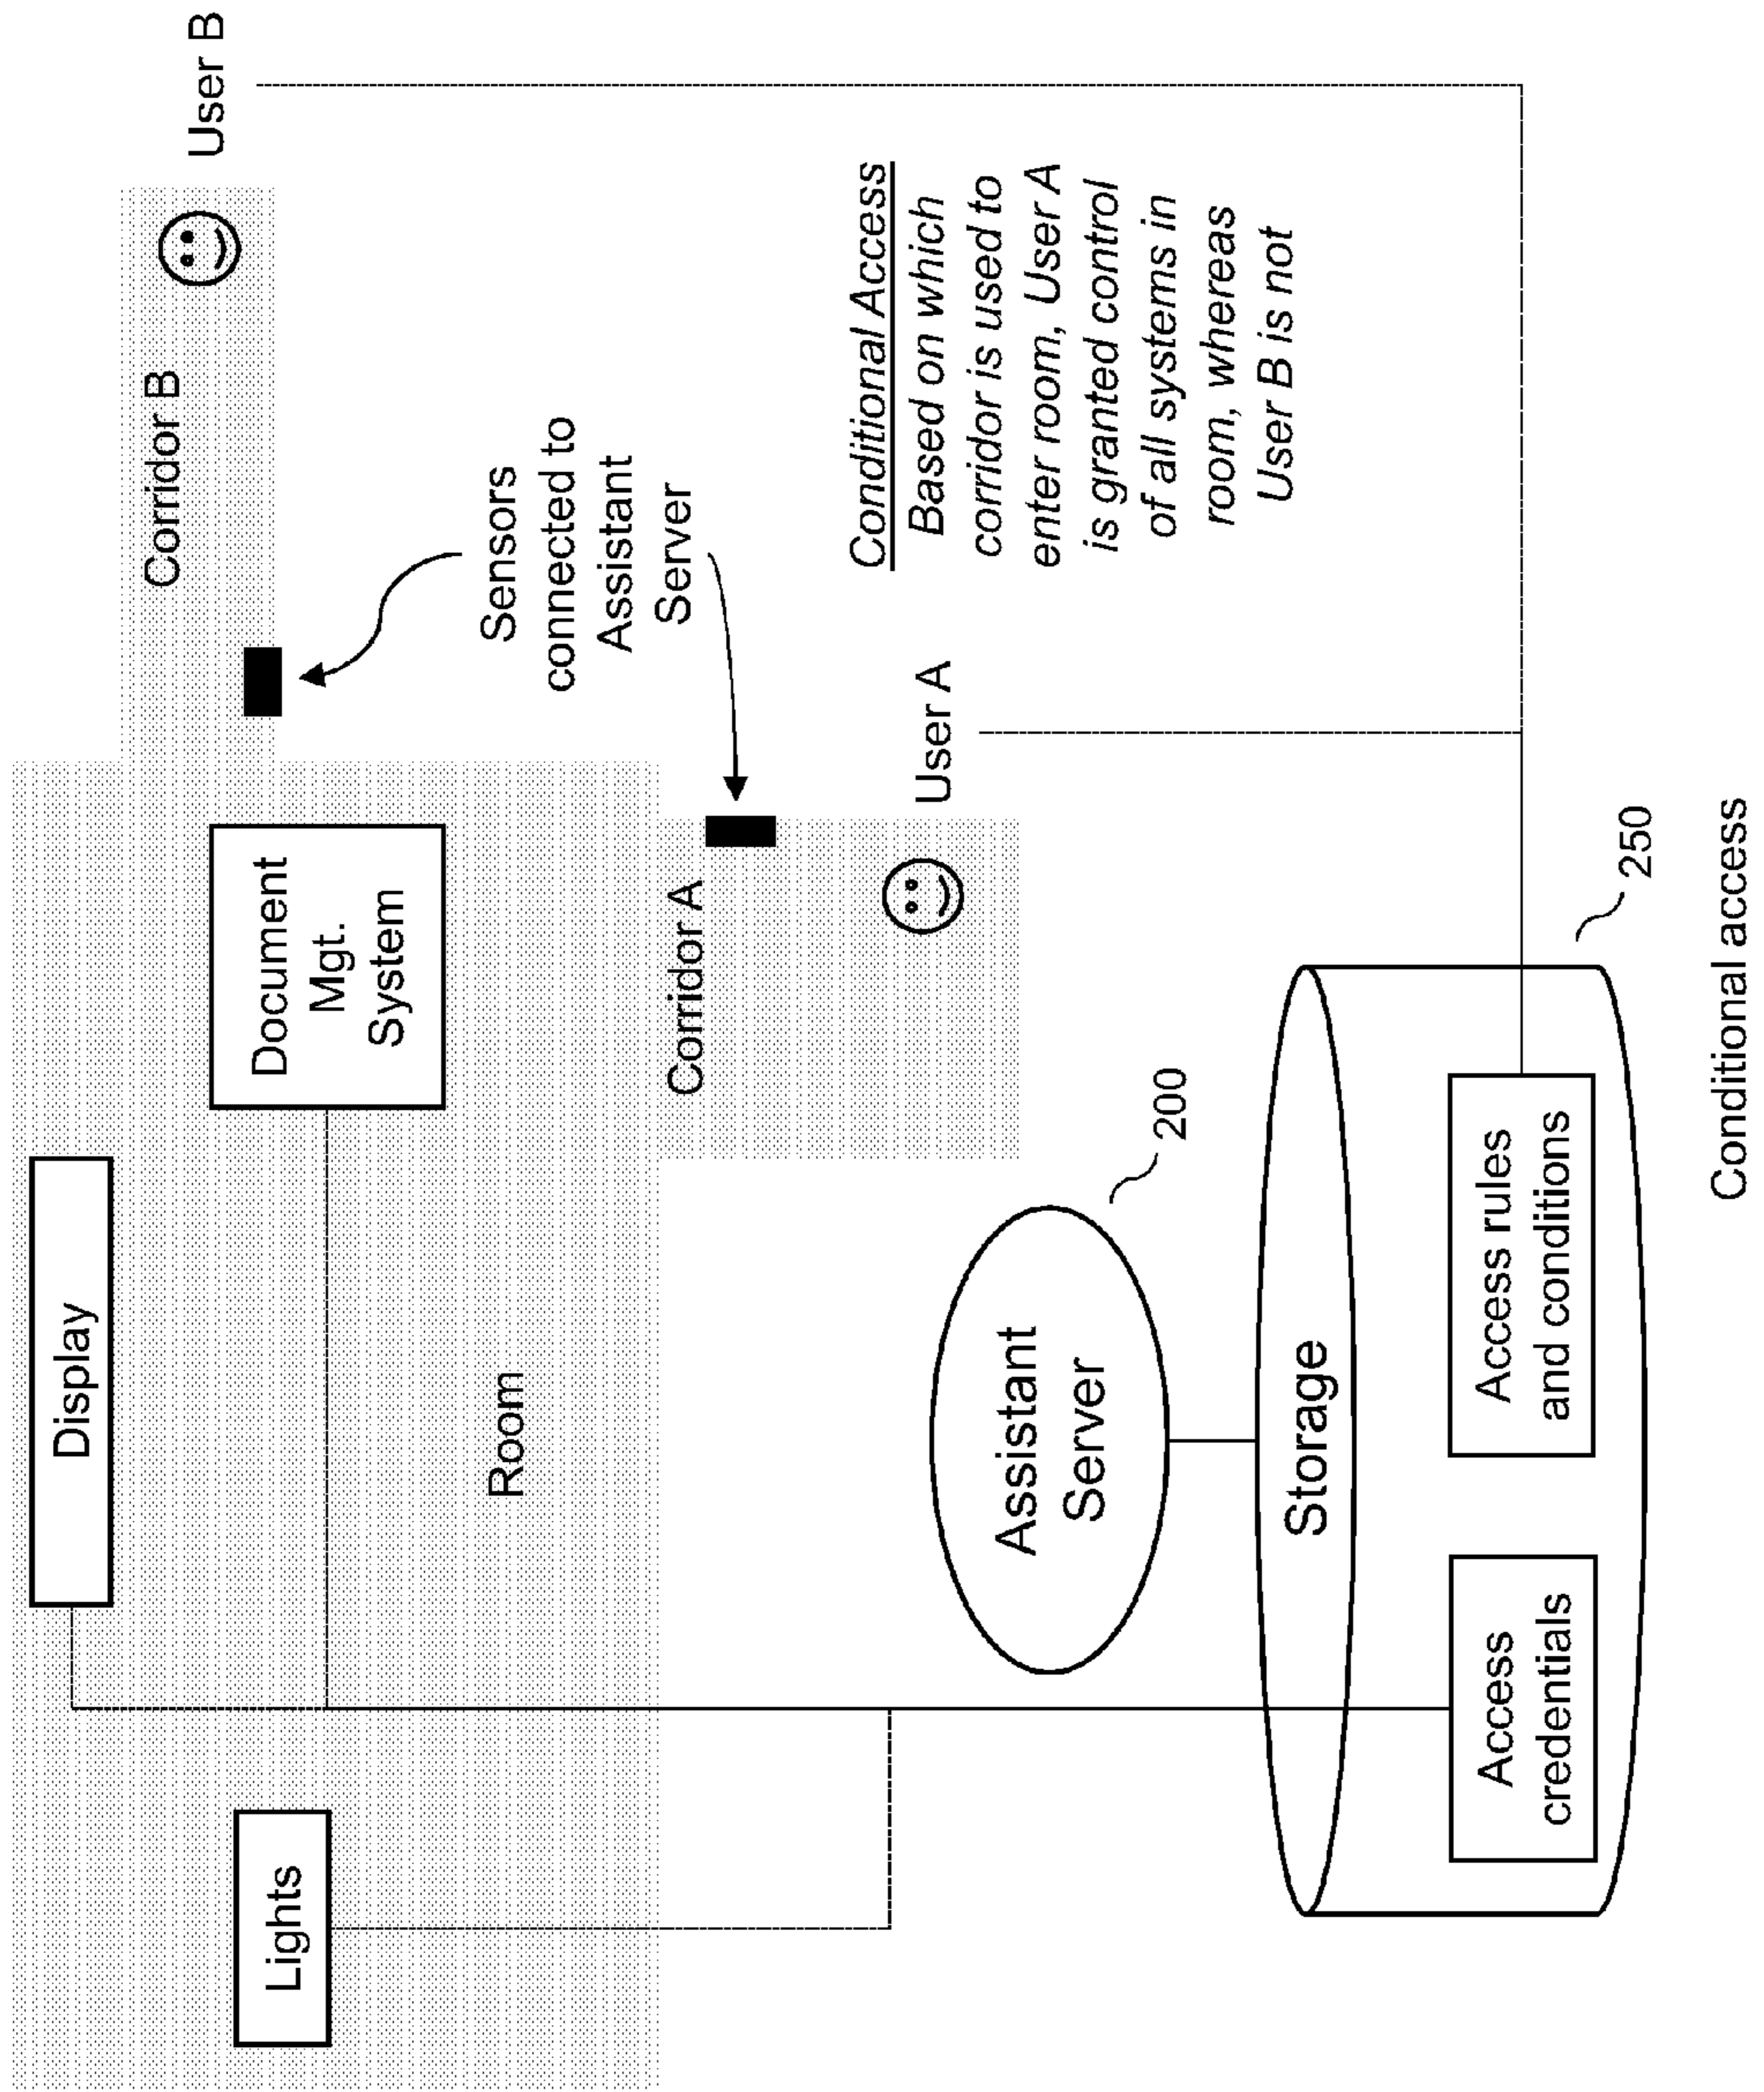 Display
Lights
Document
Mgt.
System
Room
Corridor B
User B
Sensors
connected to
Assistant
Server
Corridor A
User A
Conditional Access
Based on which
corridor is used to
enter room, User A
is granted control
of all systems in
room, whereas
User B is not
Assistant
Server
200
Storage
250
Access
credentials
Access rules
and conditions
Conditional access